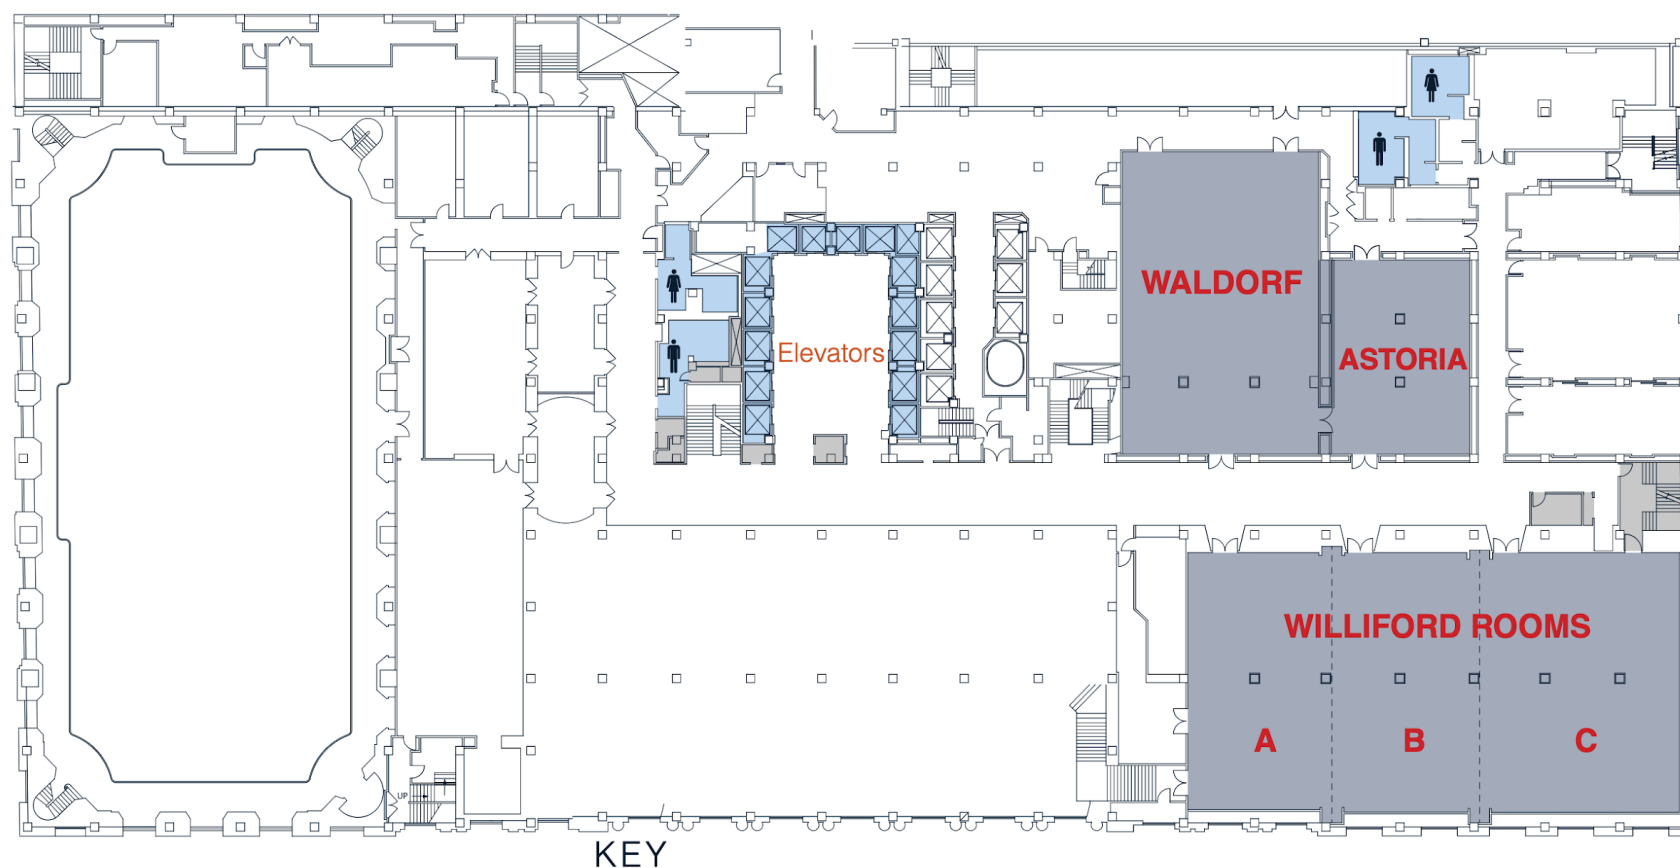 WALDORF
Elevators
ASTORIA
WILLIFORD ROOMS
A B C
UP
KEY